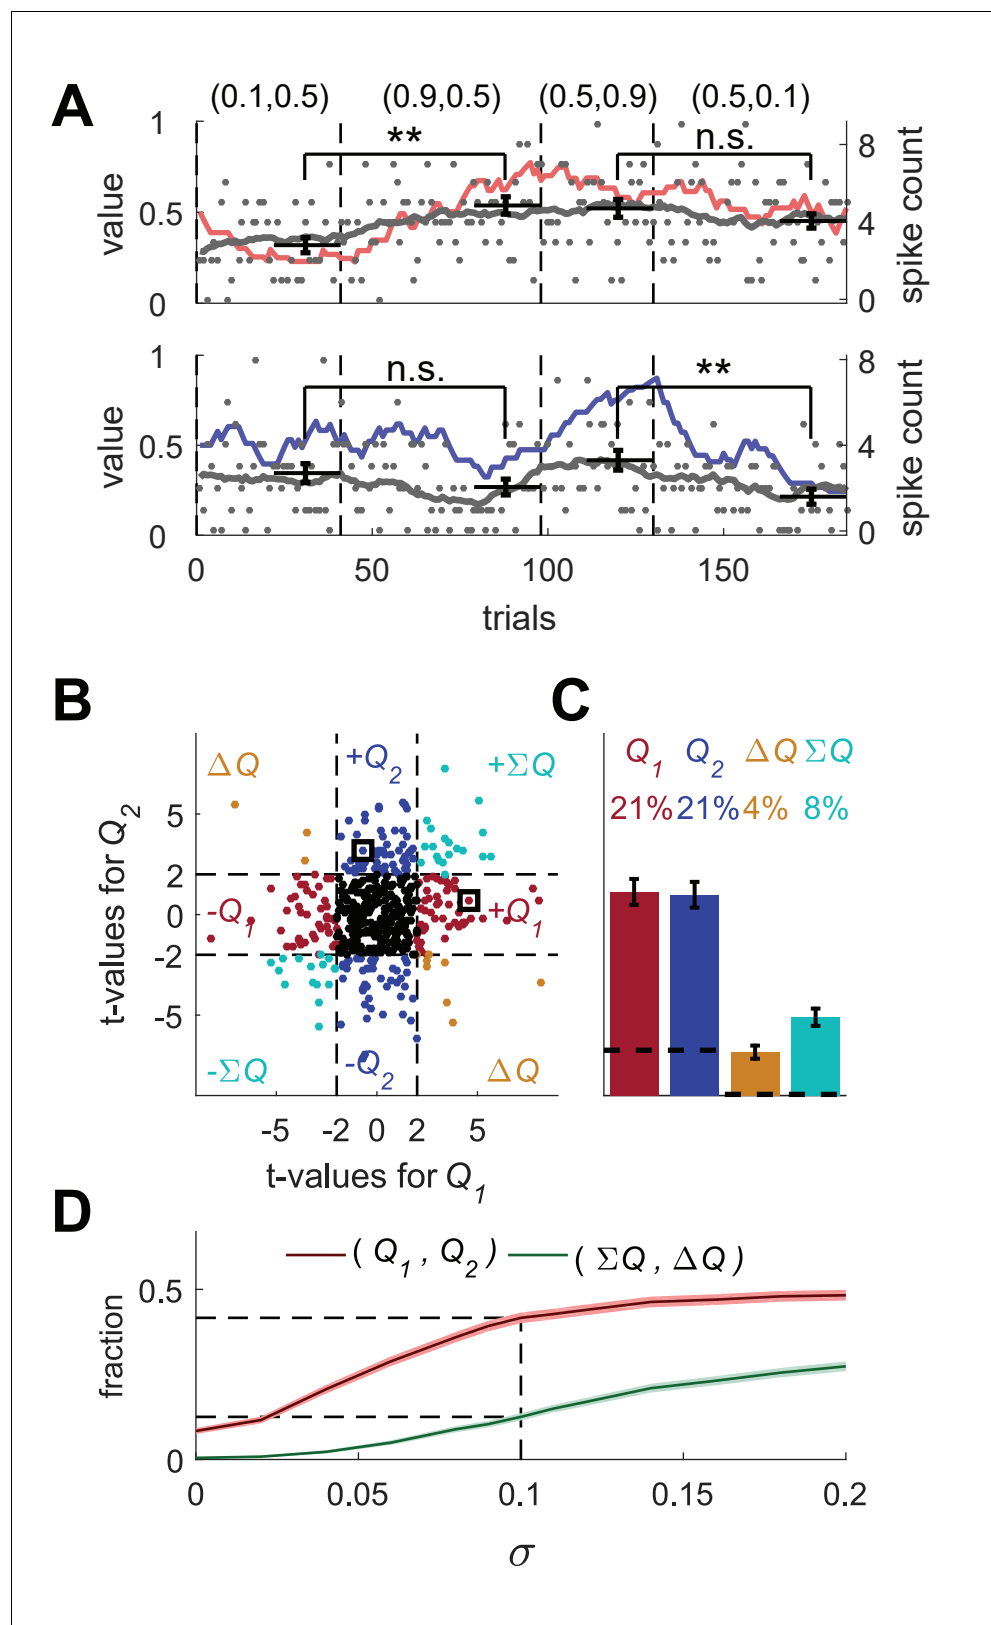 A
(0.1,0.5) (0.9,0.5) (0.5,0.9) (0.5,0.1)
** n.s.
1
0.5
0
value
8
4
0
spike count
n.s. **
1
0.5
0
value
8
4
0
spike count
0 50 100 150
trials
B
ΔQ +Q2 +ΣQ
-Q1 +Q1
-ΣQ -Q2 ΔQ
5
2
0
-2
-5
t-values for Q2
-5 -2 0 2 5
t-values for Q1
C
Q1 Q2 ΔQ ΣQ
21% 21% 4% 8%
D
(Q1, Q2) (ΣQ, ΔQ)
0.5
0
fraction
0 0.05 0.1 0.15 0.2
σ